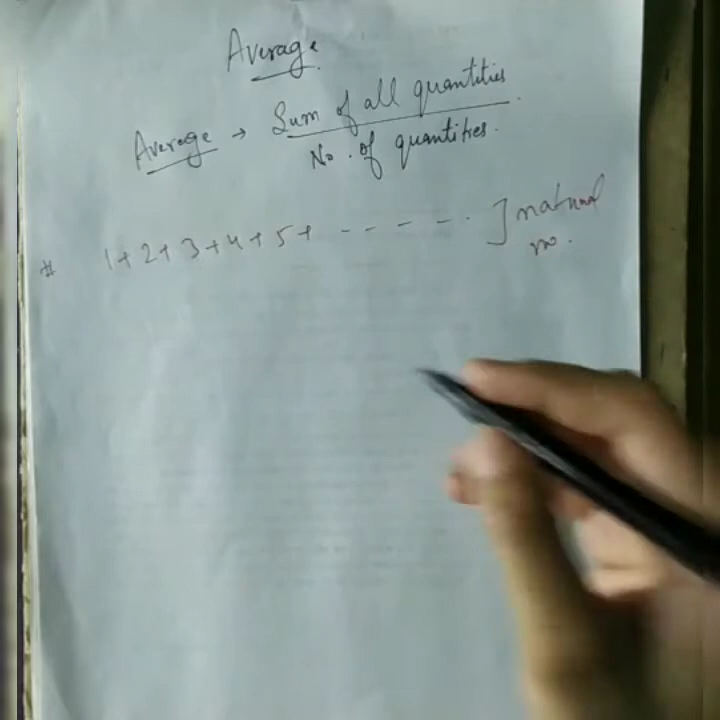 Average
Average → Sum of all quantities
No. of quantities.
# 1+2+3+4+5+ ----- . ] natural
no.